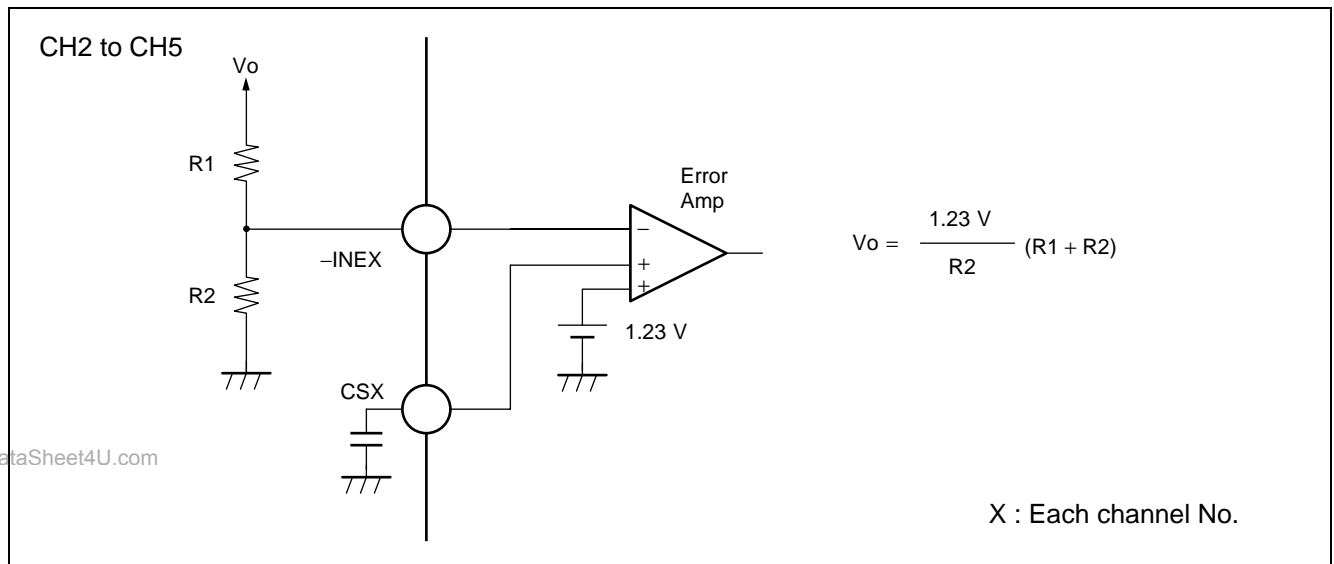 CH2 to CH5
Vo
R1
Error
Amp
−
−INEX
+
+
R2
1.23 V
CSX
Vo = 1.23 V / R2 (R1 + R2)
ataSheet4U.com
X : Each channel No.